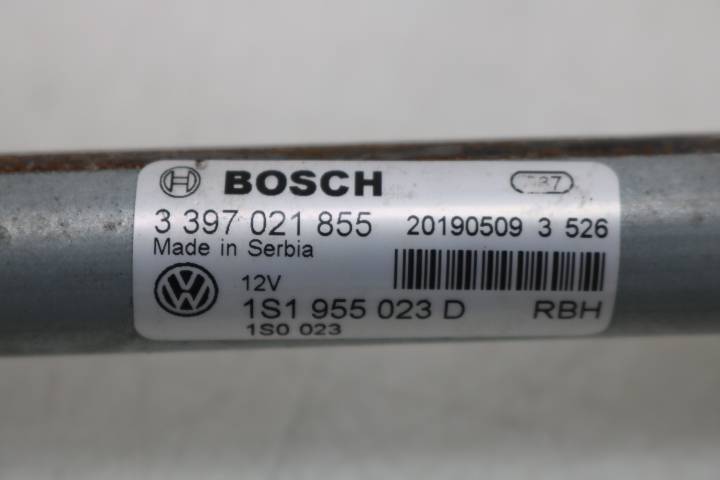 BOSCH
3 397 021 855 20190509 3 526
Made in Serbia
12V
1S1 955 023 D RBH
1S0 023